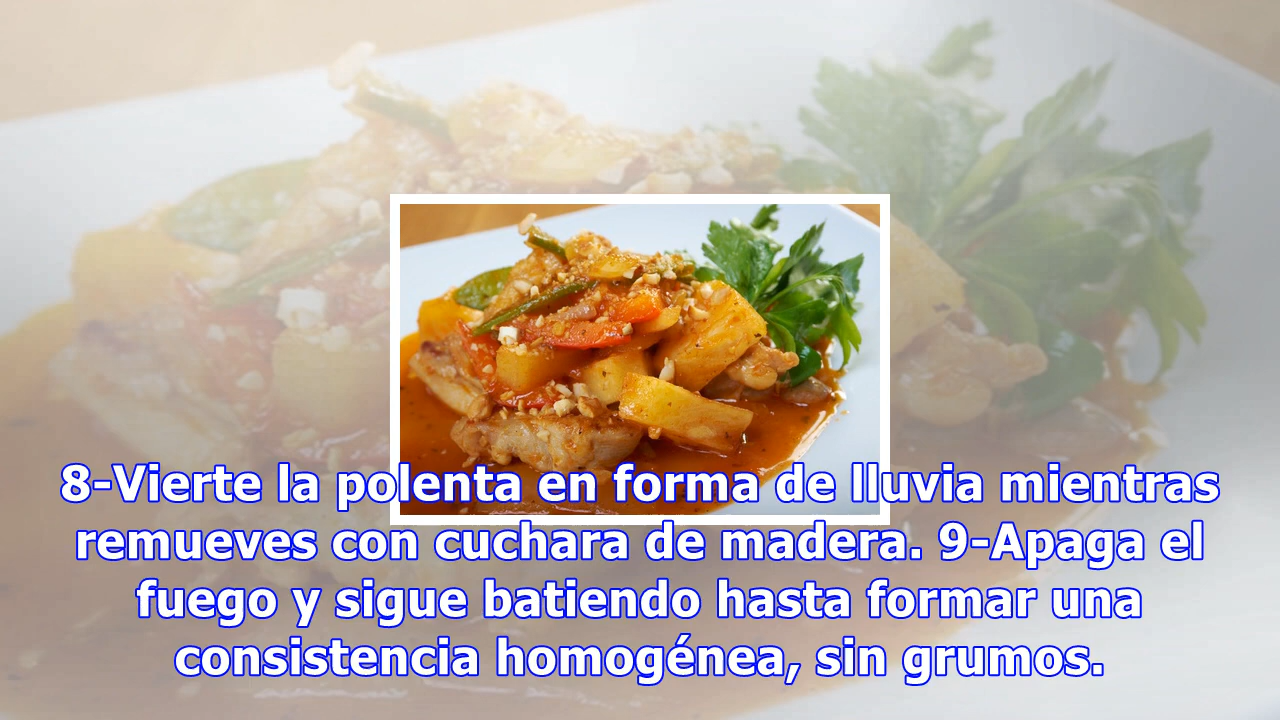 8-Vierte la polenta en forma de lluvia mientras
remueves con cuchara de madera. 9-Apaga el
fuego y sigue batiendo hasta formar una
consistencia homogénea, sin grumos.